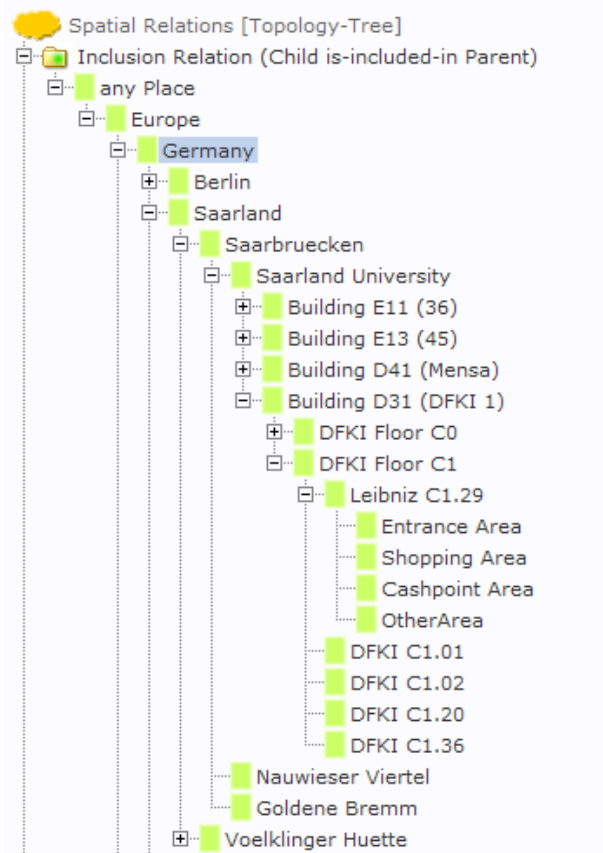 Spatial Relations [Topology-Tree]
Inclusion Relation (Child is-included-in Parent)
any Place
Europe
Germany
Berlin
Saarland
Saarbruecken
Saarland University
Building E11 (36)
Building E13 (45)
Building D41 (Mensa)
Building D31 (DFKI 1)
DFKI Floor C0
DFKI Floor C1
Leibniz C1.29
Entrance Area
Shopping Area
Cashpoint Area
OtherArea
DFKI C1.01
DFKI C1.02
DFKI C1.20
DFKI C1.36
Nauwieser Viertel
Goldene Bremm
Voelklinger Huette